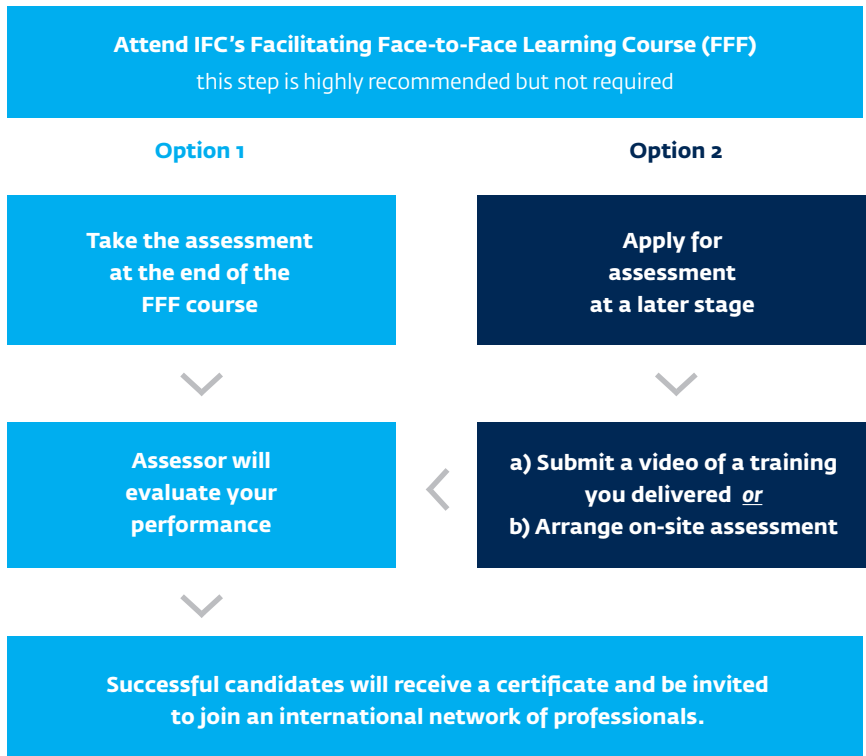 Attend IFC's Facilitating Face-to-Face Learning Course (FFF)
this step is highly recommended but not required
Option 1
Option 2
Take the assessment
at the end of the
FFF course
Apply for
assessment
at a later stage
Assessor will
evaluate your
performance
a) Submit a video of a training
you delivered or
b) Arrange on-site assessment
Successful candidates will receive a certificate and be invited
to join an international network of professionals.